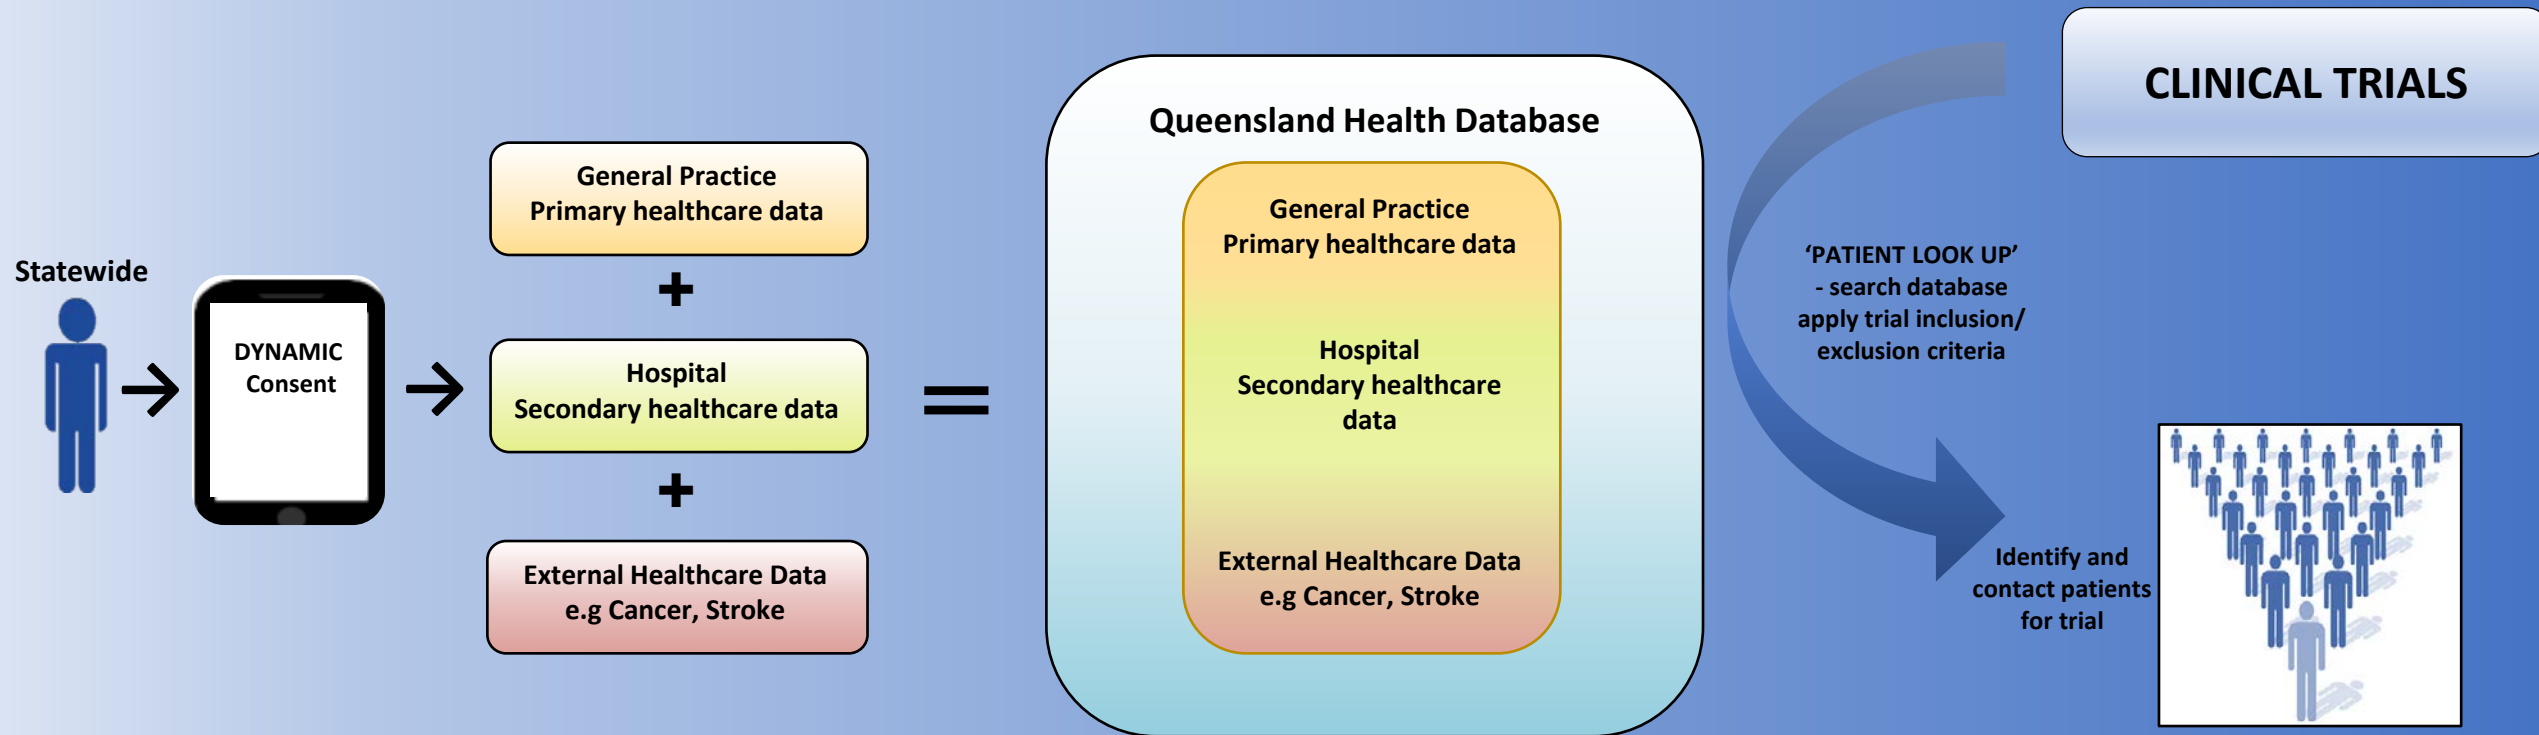 Statewide
DYNAMIC
Consent
General Practice
Primary healthcare data
+
Hospital
Secondary healthcare data
+
External Healthcare Data
e.g Cancer, Stroke
=
Queensland Health Database
General Practice
Primary healthcare data
Hospital
Secondary healthcare
data
External Healthcare Data
e.g Cancer, Stroke
CLINICAL TRIALS
‘PATIENT LOOK UP’
- search database
apply trial inclusion/
exclusion criteria
Identify and
contact patients
for trial